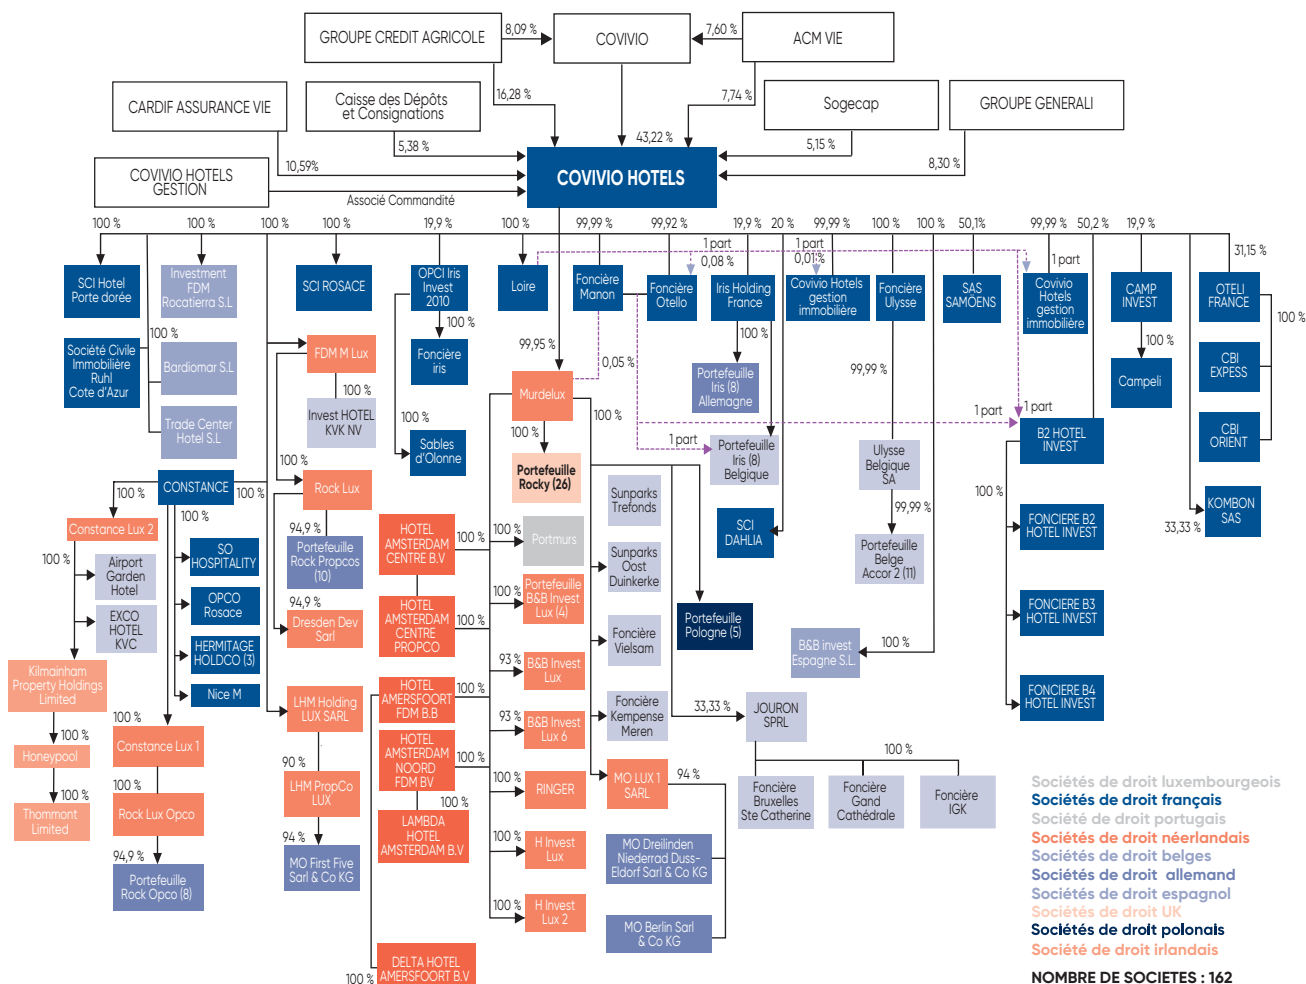 GROUPE CREDIT AGRICOLE
8,09 %
COVIVIO
7,60 %
ACM VIE
CARDIF ASSURANCE VIE
Caisse des Dépôts
et Consignations
16,28 %
7,74 %
Sogecap
GROUPE GENERALI
43,22 %
5,38 %
5,15 %
8,30 %
10,59%
COVIVIO HOTELS
GESTION
Associé Commandité
COVIVIO HOTELS
100 %
100 %
100 %
100 %
19,9 %
100 %
99,99 %
99,92 %
19,9 %
20 %
99,99 %
100 %
100 %
50,1%
99,99 %
50,2 %
19,9 %
31,15 %
1 part
0,08 %
1 part
0,01 %
1 part
SCI Hotel
Porte dorée
Investment
FDM
Rocatierra S.L
SCI ROSACE
OPCI Iris
Invest
2010
Loire
Foncière
Manon
Foncière
Otello
Iris Holding
France
Covivio Hotels
gestion
immobilière
Foncière
Ulysse
SAS
SAMÖENS
Covivio
Hotels
gestion
immobilière
CAMP
INVEST
OTELI
FRANCE
100 %
100 %
100 %
100 %
100 %
Société Civile
Immobilière
Ruhl
Cote d'Azur
Bardiomar S.L
FDM M Lux
Foncière
iris
99,95 %
0,05 %
99,99 %
Campeli
CBI
EXPESS
Trade Center
Hotel S.L
100 %
Invest HOTEL
KVK NV
100 %
Sables
d'Olonne
Murdelux
100 %
100 %
Portefeuille
Iris (8)
Allemagne
1 part
1 part
1 part
B2 HOTEL
INVEST
CBI
ORIENT
Portefeuille
Rocky (26)
Portefeuille
Iris (8)
Belgique
Ulysse
Belgique
SA
100 %
CONSTANCE
100 %
100 %
100 %
Rock Lux
Sunparks
Trefonds
99,99 %
100 %
KOMBON
SAS
33,33 %
Constance Lux 2
100 %
100 %
SO
HOSPITALITY
94,9 %
Portefeuille
Rock Propcos
(10)
HOTEL
AMSTERDAM
CENTRE B.V
100 %
100 %
Portmurs
SCI
DAHLIA
Portefeuille
Belge
Accor 2 (11)
FONCIERE B2
HOTEL INVEST
Airport
Garden
Hotel
Sunparks
Oost
Duinkerke
OPCO
Rosace
94,9 %
Dresden Dev
Sarl
HOTEL
AMSTERDAM
CENTRE
PROPCO
100 %
100 %
Portefeuille
B&B Invest
Lux (4)
Portefeuille
Pologne (5)
FONCIERE B3
HOTEL INVEST
EXCO
HOTEL
KVC
HERMITAGE
HOLDCO (3)
Foncière
Vielsam
B&B invest
Espagne S.L.
100 %
Kilmainham
Property Holdings
Limited
Nice M
LHM Holding
LUX SARL
HOTEL
AMERSFOORT
FDM B.B
100 %
93 %
B&B Invest
Lux
Foncière
Kempense
Meren
33,33 %
JOURON
SPRL
FONCIERE B4
HOTEL INVEST
100 %
Honeypool
100 %
Constance Lux 1
90 %
LHM PropCo
LUX
HOTEL
AMSTERDAM
NOORD
FDM BV
100 %
93 %
B&B Invest
Lux 6
100 %
100 %
Thommont
Limited
100 %
Rock Lux Opco
94 %
MO First Five
Sarl & Co KG
100 %
LAMBDA
HOTEL
AMSTERDAM B.V
100 %
RINGER
MO LUX 1
SARL
94 %
Foncière
Bruxelles
Ste Catherine
Foncière
Gand
Cathédrale
Foncière
IGK
94,9 %
Portefeuille
Rock Opco (8)
100 %
H Invest
Lux
MO Dreilinden
Niederrad Duss-
Eldorf Sarl & Co KG
100 %
H Invest
Lux 2
MO Berlin Sarl
& Co KG
100 %
DELTA HOTEL
AMERSFOORT B.V
Sociétés de droit luxembourgeois
Sociétés de droit français
Société de droit portugais
Sociétés de droit néerlandais
Sociétés de droit belges
Sociétés de droit allemand
Sociétés de droit espagnol
Sociétés de droit UK
Sociétés de droit polonais
Société de droit irlandais
NOMBRE DE SOCIETES : 162